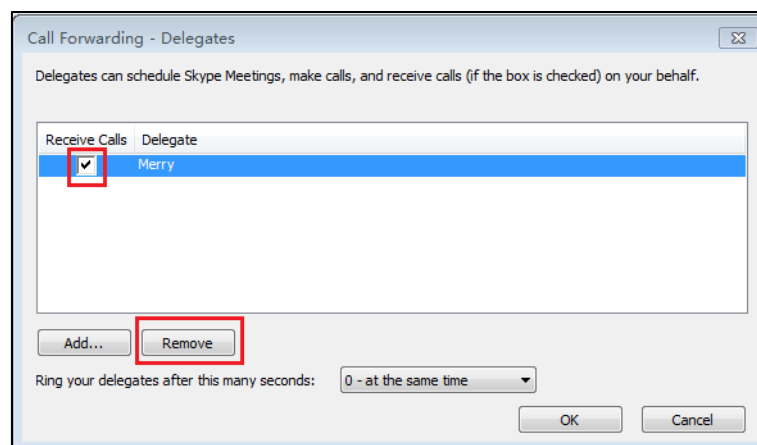 Call Forwarding - Delegates
Delegates can schedule Skype Meetings, make calls, and receive calls (if the box is checked) on your behalf.
Receive Calls Delegate
Merry
Add... Remove
Ring your delegates after this many seconds: 0 - at the same time
OK Cancel